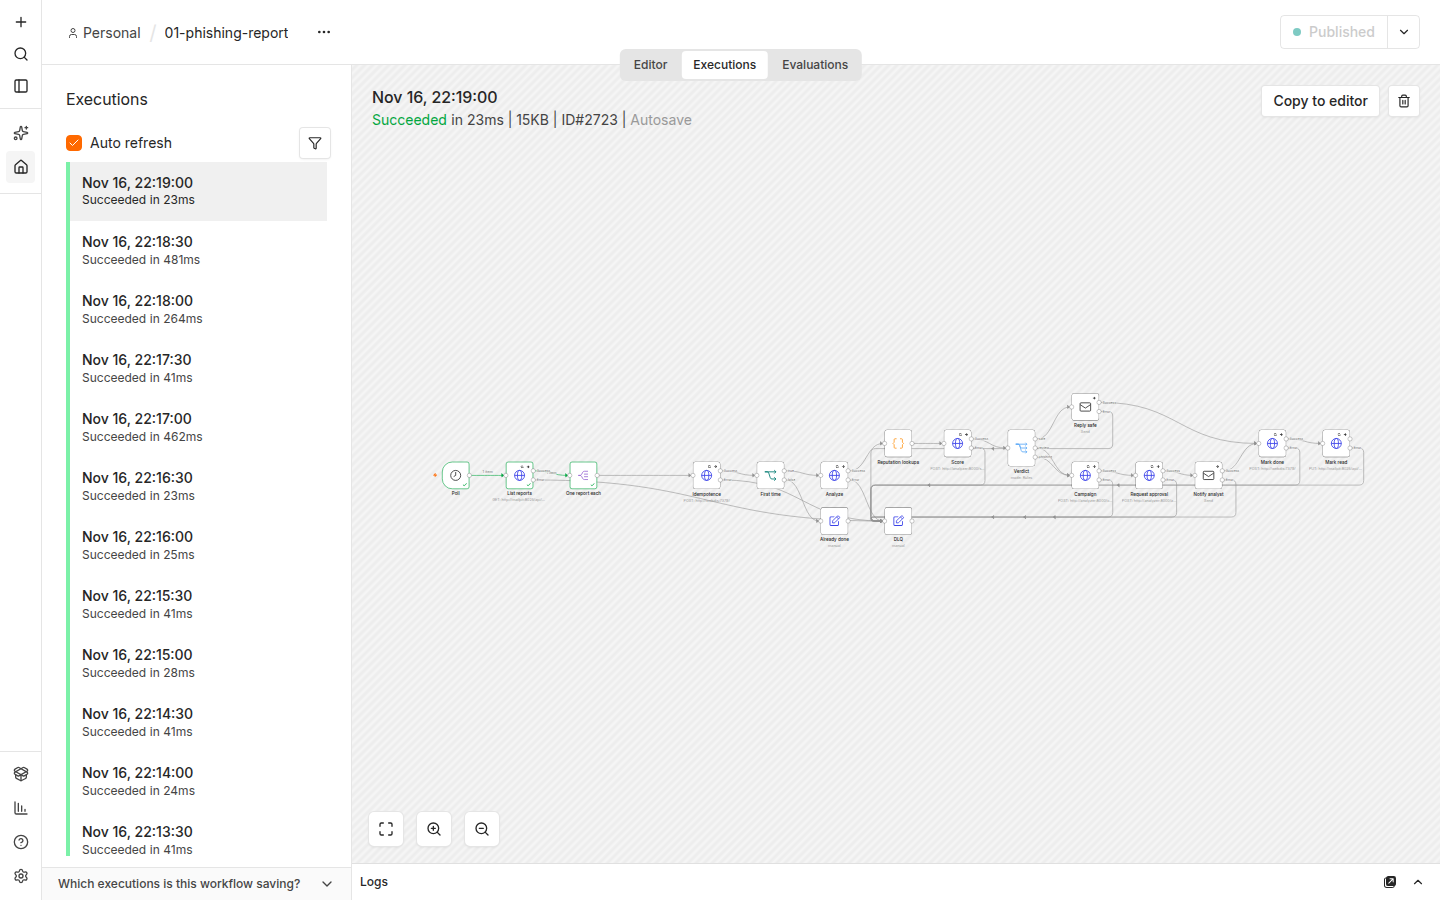 Personal / 01-phishing-report
Published
Editor
Executions
Evaluations
Executions
Auto refresh
Nov 16, 22:19:00
Succeeded in 23ms
Nov 16, 22:18:30
Succeeded in 481ms
Nov 16, 22:18:00
Succeeded in 264ms
Nov 16, 22:17:30
Succeeded in 41ms
Nov 16, 22:17:00
Succeeded in 462ms
Nov 16, 22:16:30
Succeeded in 23ms
Nov 16, 22:16:00
Succeeded in 25ms
Nov 16, 22:15:30
Succeeded in 41ms
Nov 16, 22:15:00
Succeeded in 28ms
Nov 16, 22:14:30
Succeeded in 41ms
Nov 16, 22:14:00
Succeeded in 24ms
Nov 16, 22:13:30
Succeeded in 41ms
Which executions is this workflow saving?
Nov 16, 22:19:00
Succeeded in 23ms | 15KB | ID#2723 | Autosave
Copy to editor
Reply safe
Reputation lookups
Score
Verdict
Mark done
Mark read
Poll
List reports
One report each
Idempotence
First time
Analyze
Campaign
Request approval
Notify analyst
Already done
DLQ
Logs